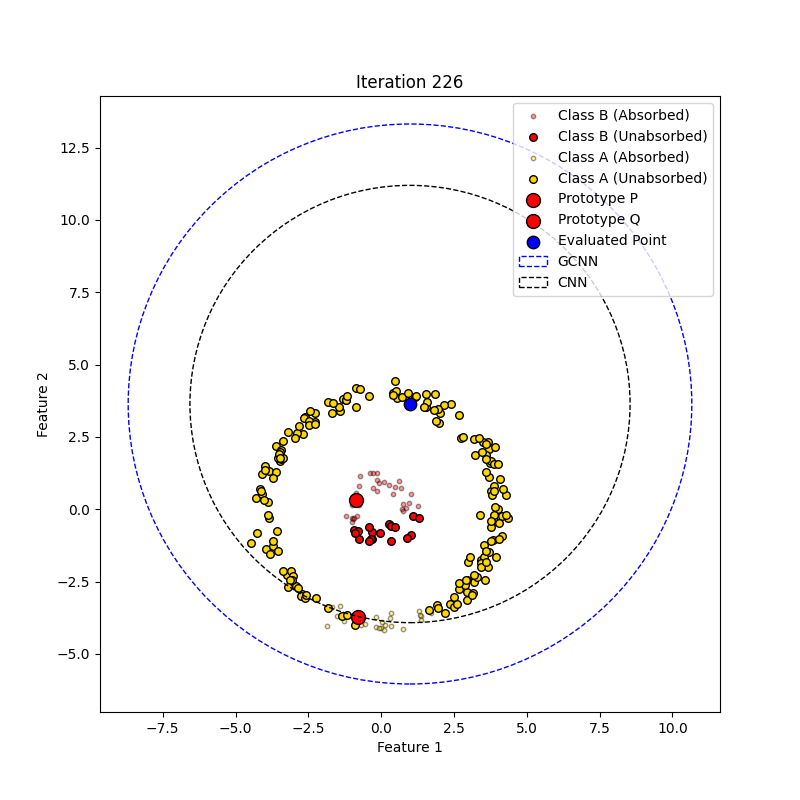 Iteration 226
Class B (Absorbed)
Class B (Unabsorbed)
Class A (Absorbed)
Class A (Unabsorbed)
Prototype P
Prototype Q
Evaluated Point
GCNN
CNN
12.5
10.0
7.5
5.0
2.5
0.0
−2.5
−5.0
Feature 2
−7.5 −5.0 −2.5 0.0 2.5 5.0 7.5 10.0
Feature 1